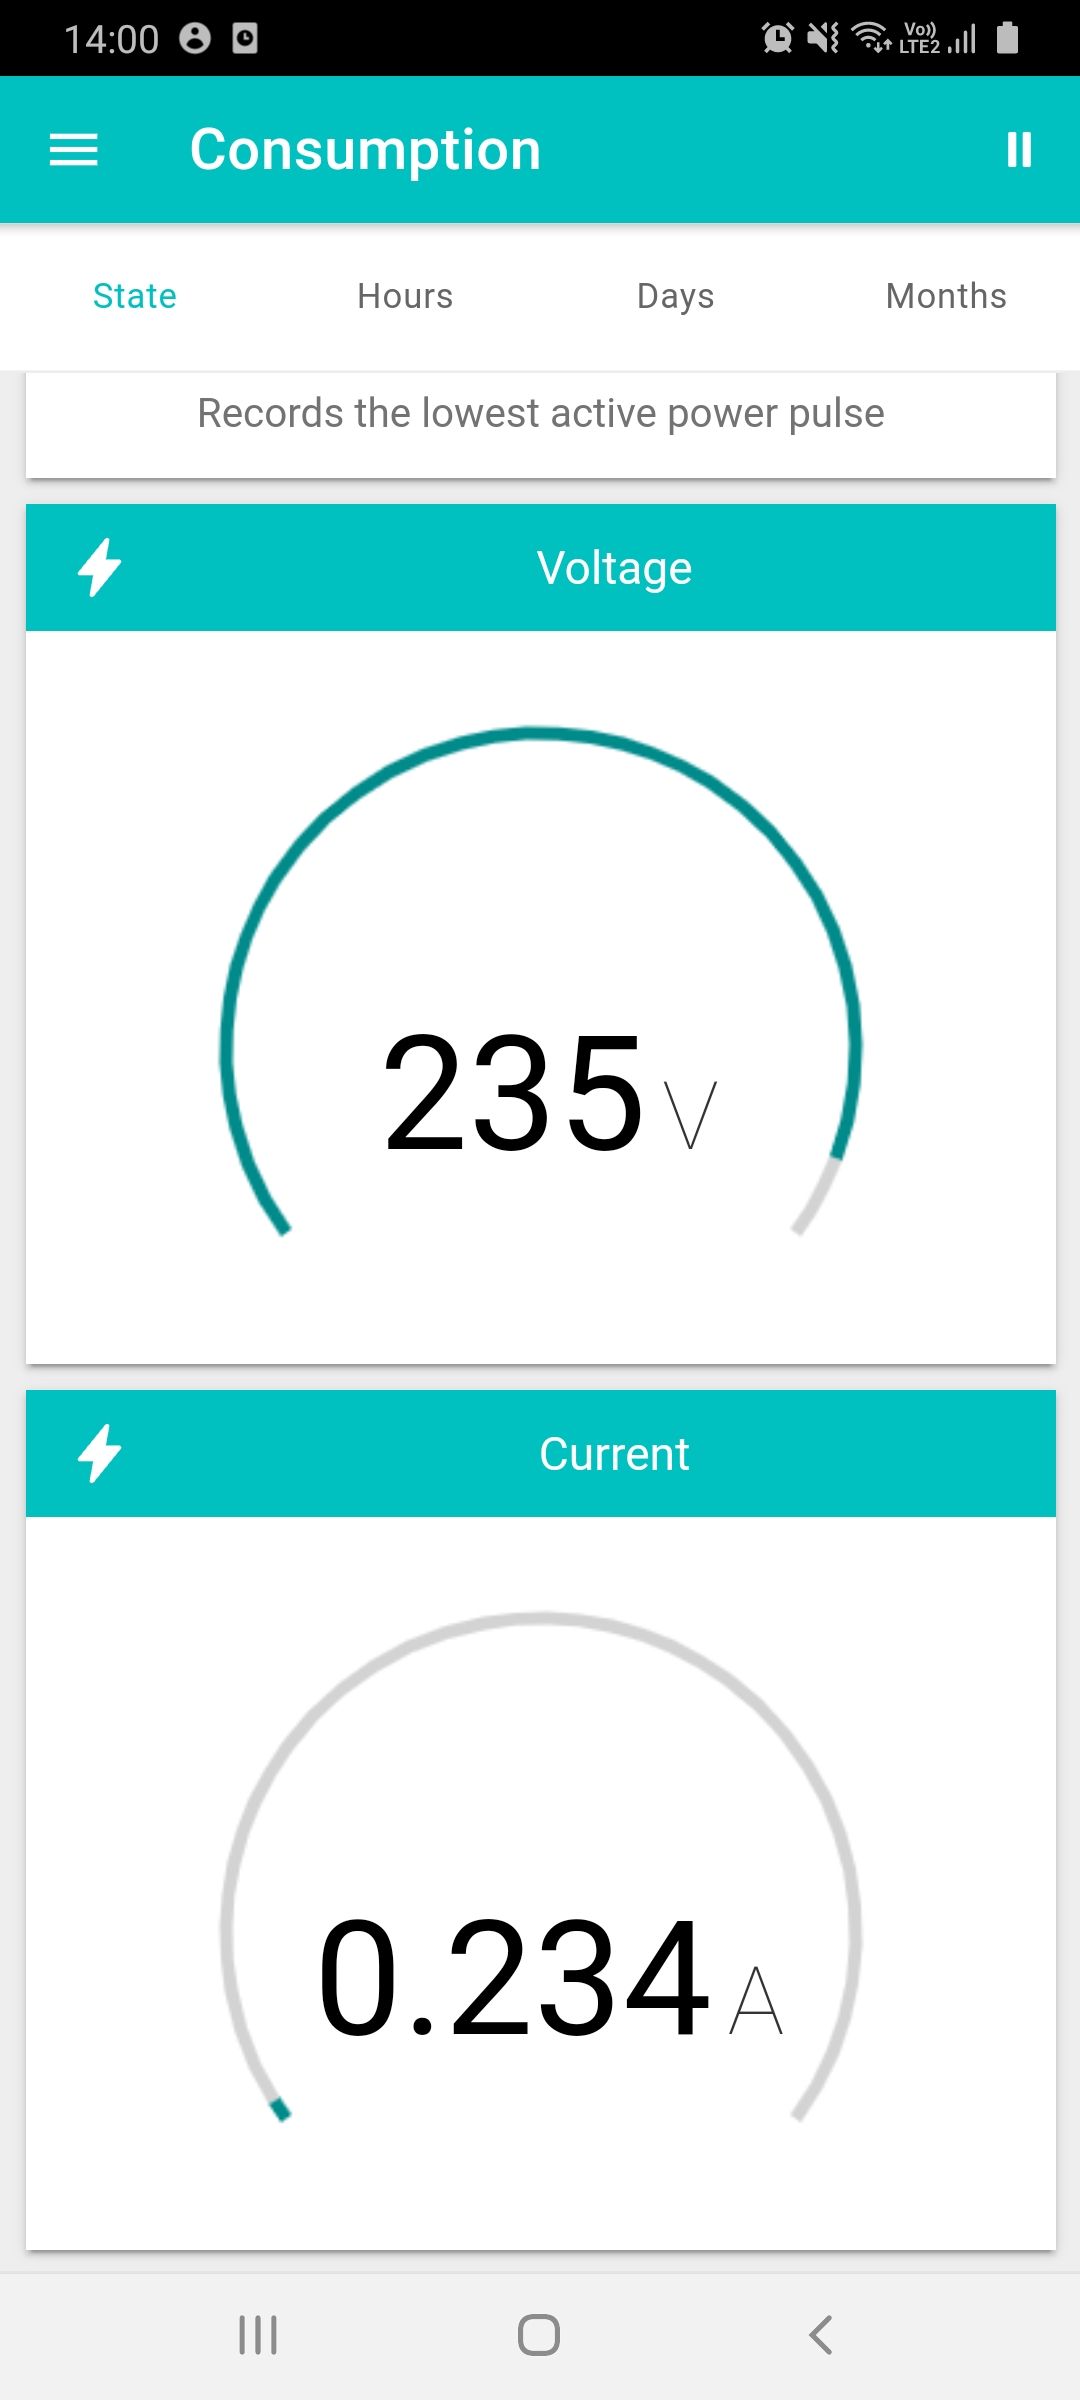 14:00
Vo))
LTE2
Consumption
State Hours Days Months
Records the lowest active power pulse
Voltage
235 V
Current
0.234 A